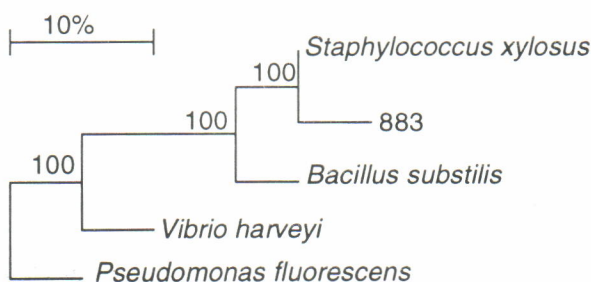 10%
Staphylococcus xylosus
100
883
100
Bacillus substilis
100
Vibrio harveyi
Pseudomonas fluorescens